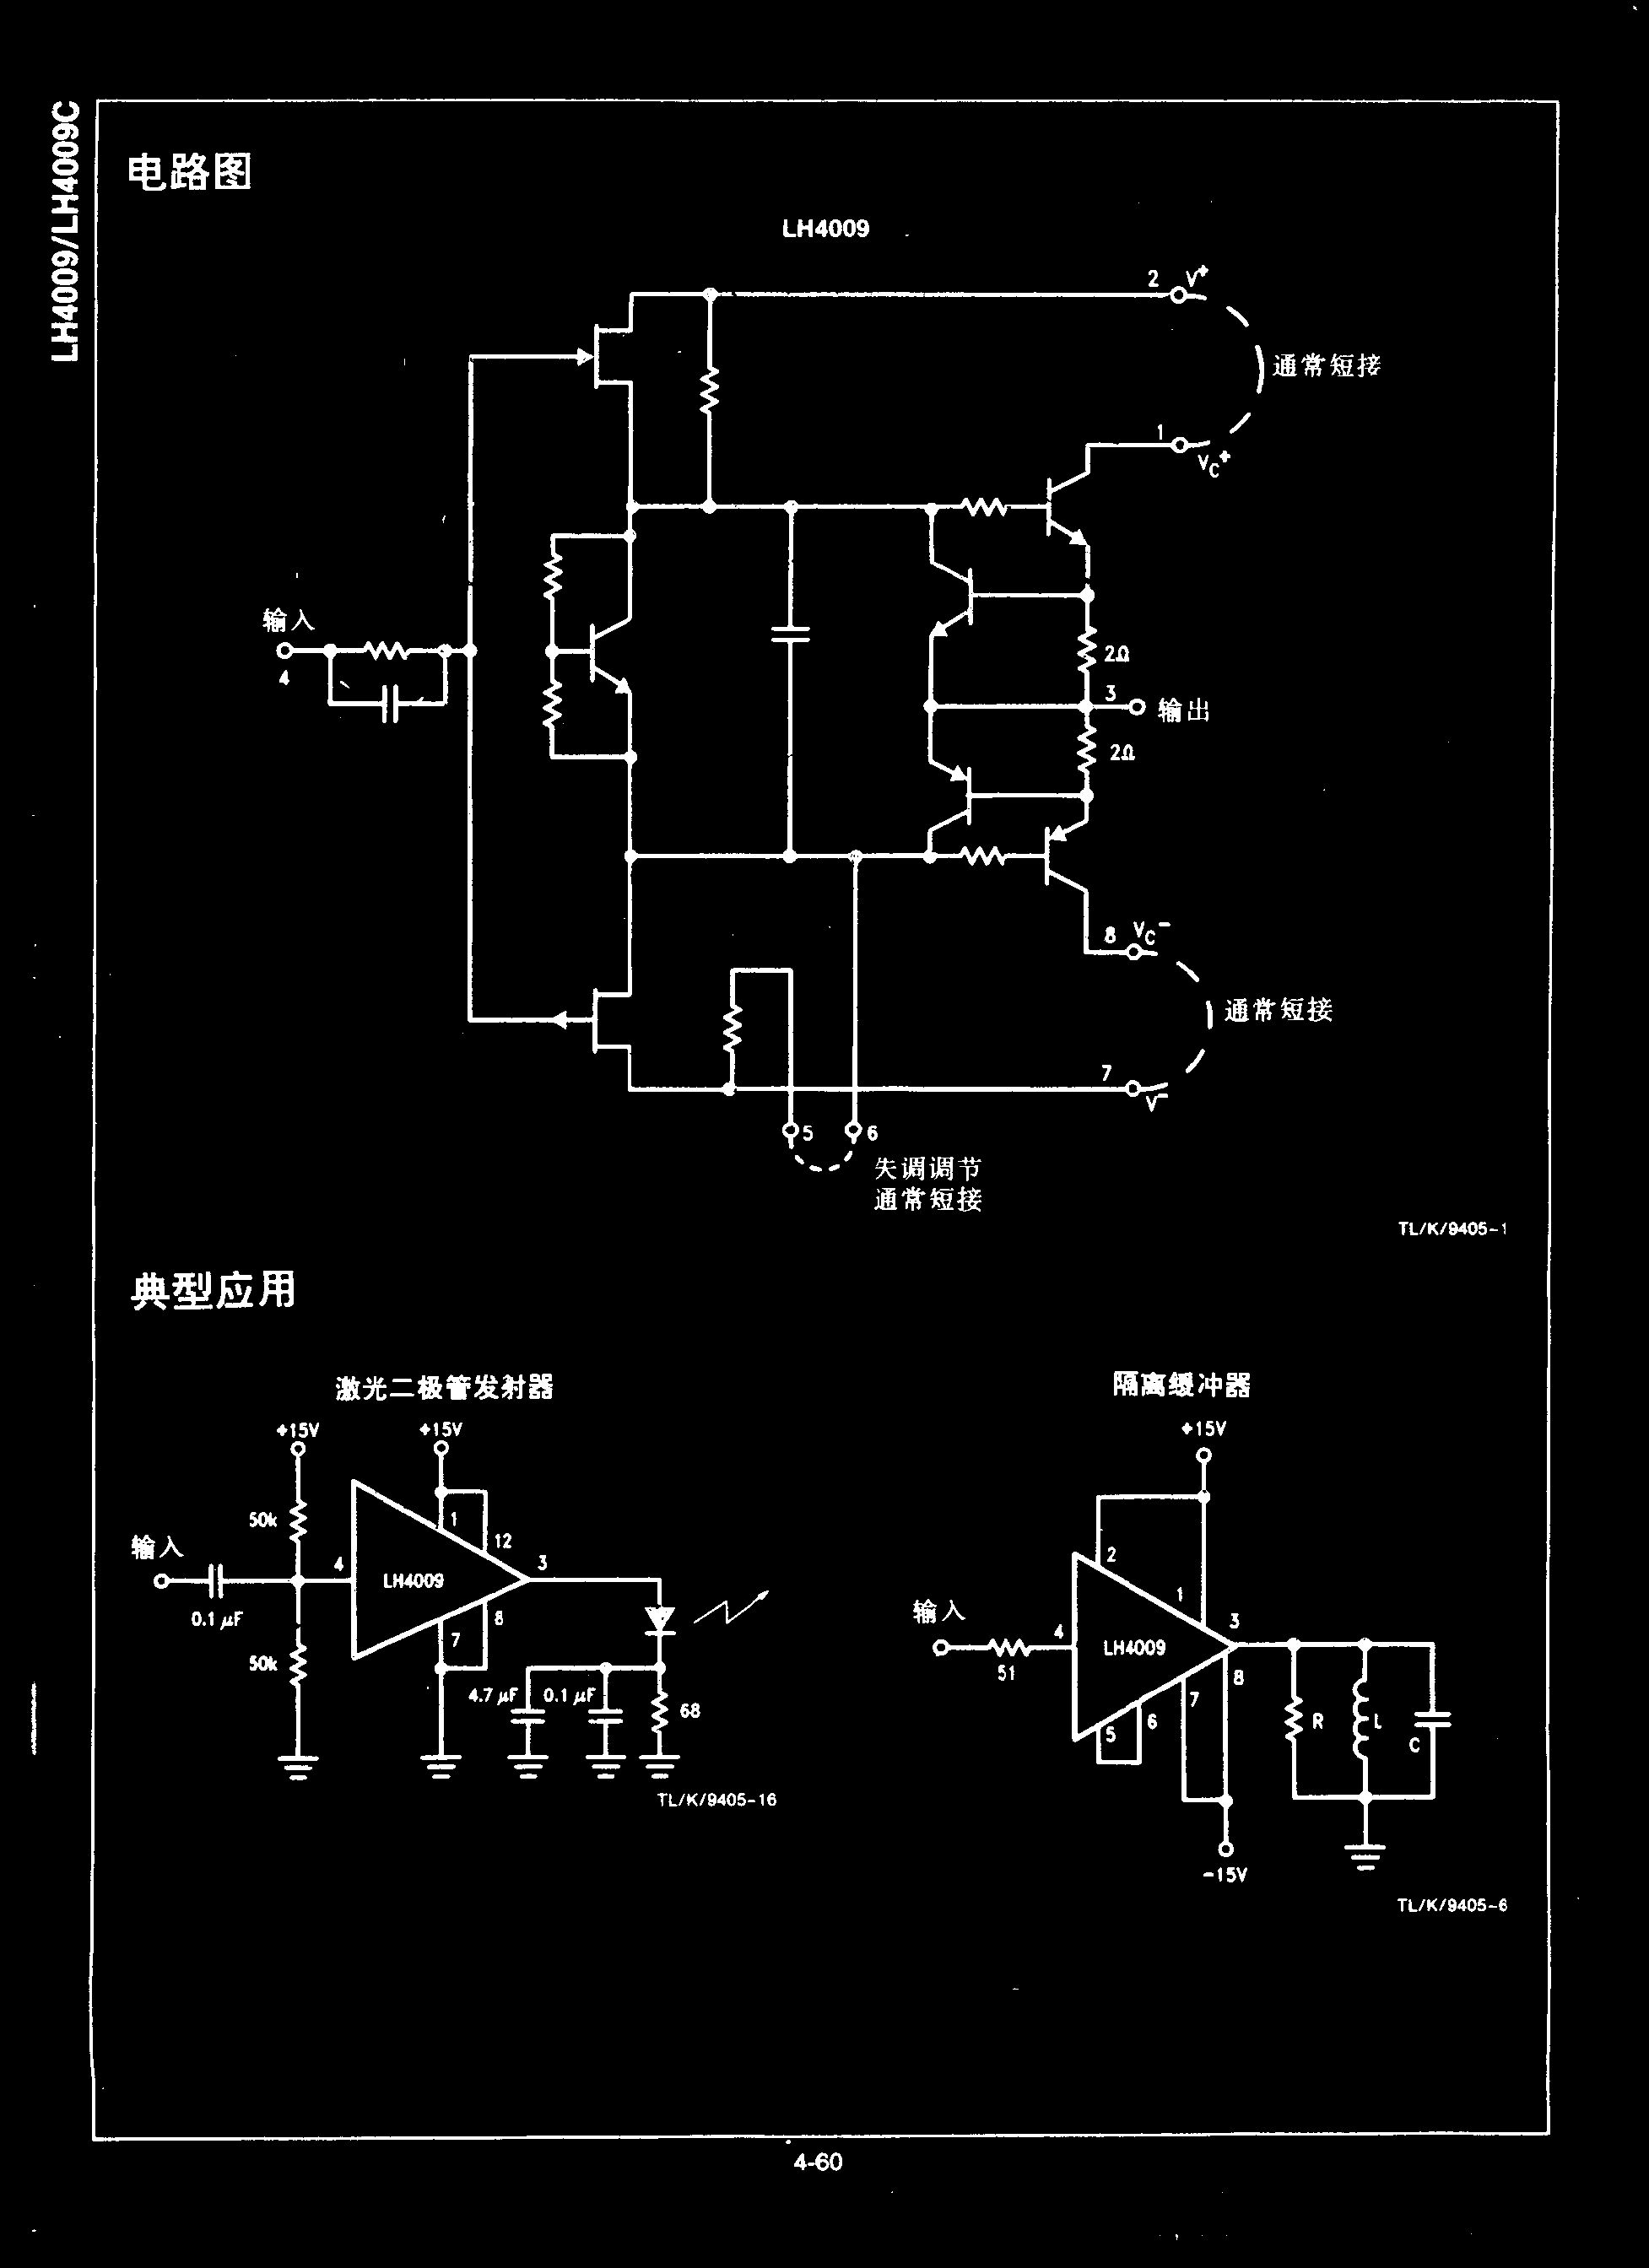 LH4009/LH4009C
电路图
LH4009
2 V+
通常短接
1
VC+
输入
4
2Ω
3 输出
2Ω
8 VC−
通常短接
7
V−
5 6
失调调节
通常短接
TL/K/9405-1
典型应用
激光二极管发射器
+15V +15V
50k
1
12
输入
4
LH4009
3
0.1 μF
8
7
50k
4.7 μF 0.1 μF
68
TL/K/9405-16
隔离缓冲器
+15V
2
1
输入
3
4
LH4009
51
8
7
6
5
R
L
C
-15V
TL/K/9405-6
4-60